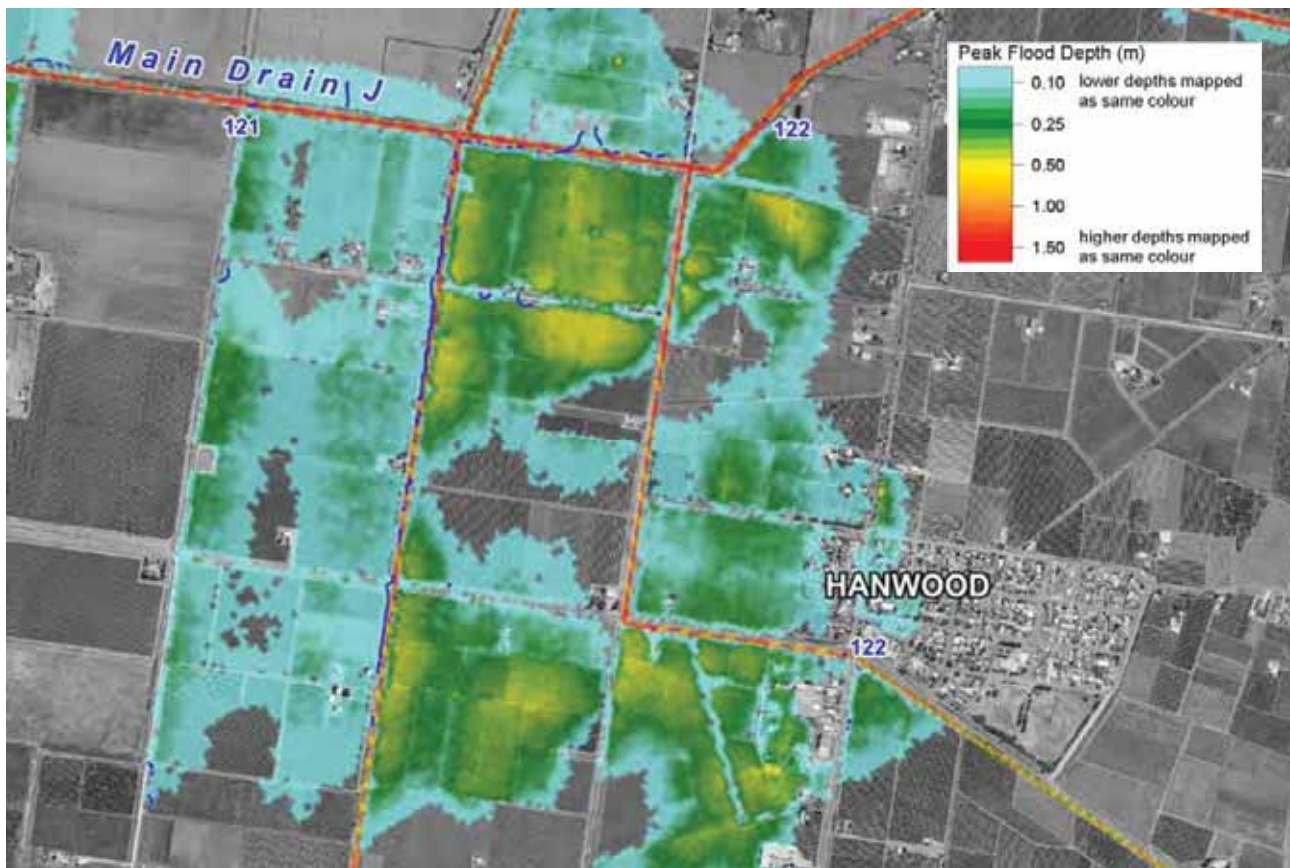 Main Drain J
121
122
Peak Flood Depth (m)
0.10 lower depths mapped
as same colour
0.25
0.50
1.00
1.50 higher depths mapped
as same colour
HANWOOD
122